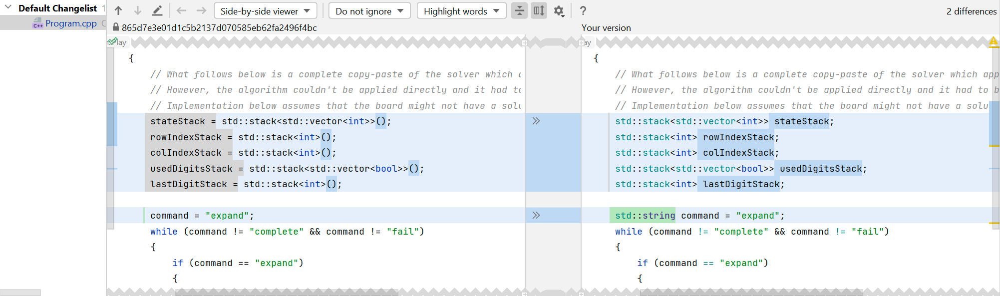 Default Changelist 1
Side-by-side viewer
Do not ignore
Highlight words
?
2 differences
C++ Program.cpp
865d7e3e01d1c5b2137d070585eb62fa2496f4bc
Your version
Play
ay
{
// What follows below is a complete copy-paste of the solver which
// However, the algorithm couldn't be applied directly and it had to
// Implementation below assumes that the board might not have a solu
stateStack = std::stack<std::vector<int>>();
rowIndexStack = std::stack<int>();
colIndexStack = std::stack<int>();
usedDigitsStack = std::stack<std::vector<bool>>();
lastDigitStack = std::stack<int>();
command = "expand";
while (command != "complete" && command != "fail")
{
if (command == "expand")
{
{
// What follows below is a complete copy-paste of the solver which app
// However, the algorithm couldn't be applied directly and it had to b
// Implementation below assumes that the board might not have a solu
std::stack<std::vector<int>> stateStack;
std::stack<int> rowIndexStack;
std::stack<int> colIndexStack;
std::stack<std::vector<bool>> usedDigitsStack;
std::stack<int> lastDigitStack;
std::string command = "expand";
while (command != "complete" && command != "fail")
{
if (command == "expand")
{